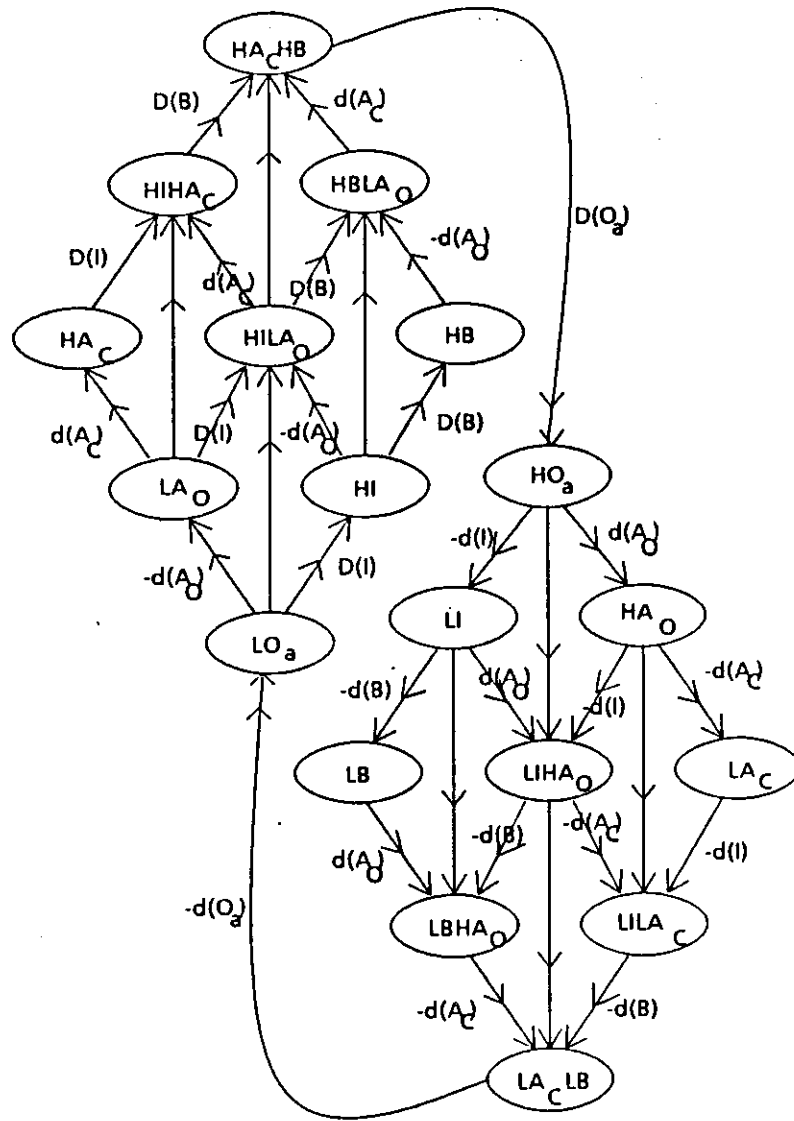 HA_C HB
D(B)
d(A_C)
HIHA_C
HBLA_O
D(O_a)
D(I)
d(A_C)
D(B)
-d(A_O)
HA_C
HILA_O
HB
d(A_C)
D(I)
-d(A_O)
D(B)
LA_O
HI
HO_a
-d(A_O)
D(I)
-d(I)
d(A_O)
LO_a
LI
HA_O
-d(B)
d(A_O)
-d(I)
-d(A_C)
LB
LIHA_O
LA_C
d(A_O)
-d(B)
-d(A_C)
-d(I)
-d(O_a)
LBHA_O
LILA_C
-d(A_C)
-d(B)
LA_C LB